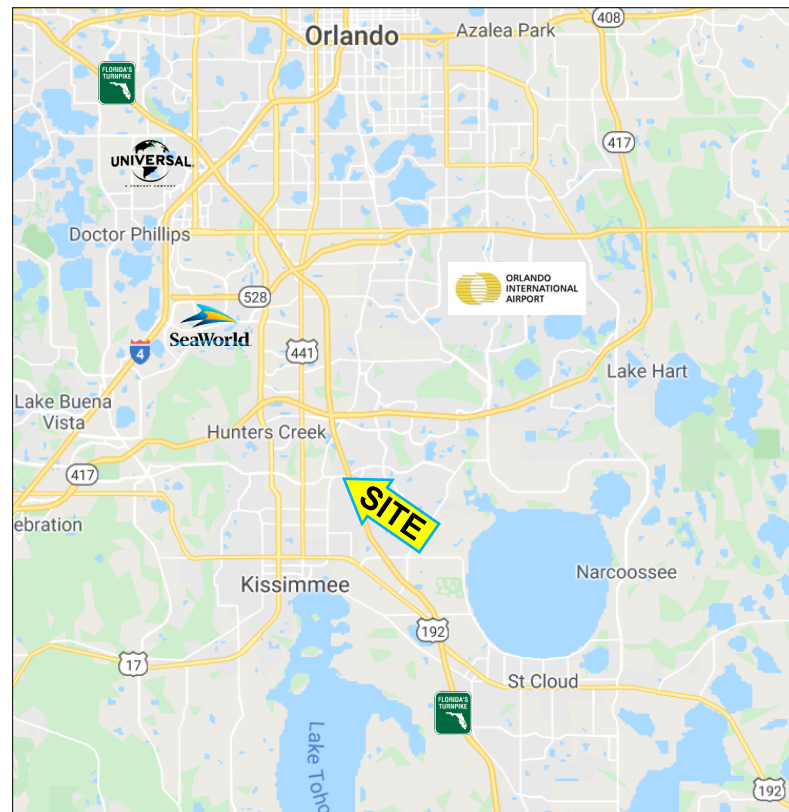 Orlando
Azalea Park
408
FLORIDA'S
TURNPIKE
417
UNIVERSAL
A COMCAST COMPANY
Doctor Phillips
ORLANDO
INTERNATIONAL
AIRPORT
528
SeaWorld
4
441
Lake Hart
Lake Buena
Vista
Hunters Creek
417
SITE
ebration
Kissimmee
Narcoossee
192
17
St Cloud
FLORIDA'S
TURNPIKE
Lake Toho
192